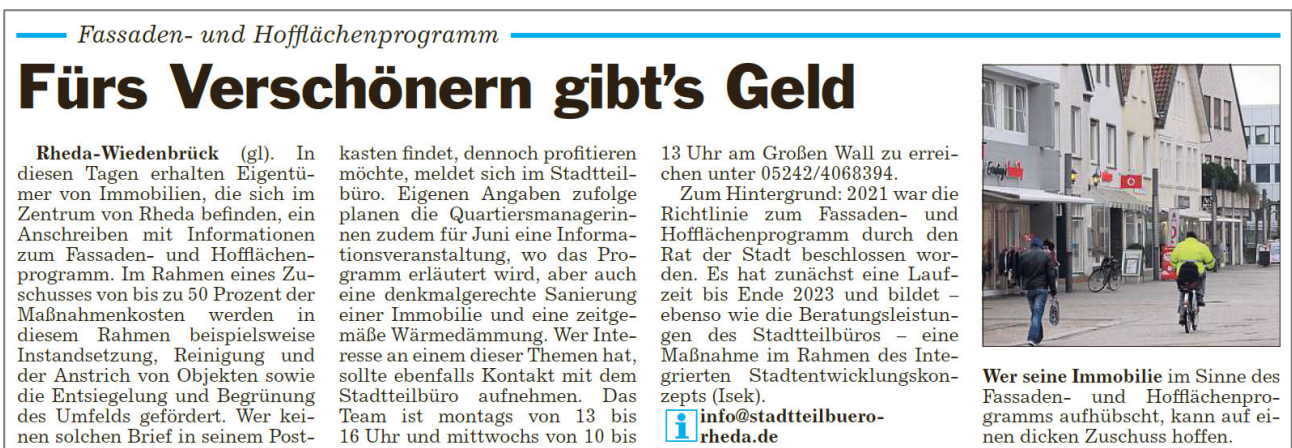 Fassaden- und Hofflächenprogramm
Fürs Verschönern gibt's Geld
Rheda-Wiedenbrück (gl). In
diesen Tagen erhalten Eigentü-
mer von Immobilien, die sich im
Zentrum von Rheda befinden, ein
Anschreiben mit Informationen
zum Fassaden- und Hofflächen-
programm. Im Rahmen eines Zu-
schusses von bis zu 50 Prozent der
Maßnahmenkosten werden in
diesem Rahmen beispielsweise
Instandsetzung, Reinigung und
der Anstrich von Objekten sowie
die Entsiegelung und Begrünung
des Umfelds gefördert. Wer kei-
nen solchen Brief in seinem Post-
kasten findet, dennoch profitieren
möchte, meldet sich im Stadtteil-
büro. Eigenen Angaben zufolge
planen die Quartiersmanagerin-
nen zudem für Juni eine Informa-
tionsveranstaltung, wo das Pro-
gramm erläutert wird, aber auch
eine denkmalgerechte Sanierung
einer Immobilie und eine zeitge-
mäße Wärmedämmung. Wer Inte-
resse an einem dieser Themen hat,
sollte ebenfalls Kontakt mit dem
Stadtteilbüro aufnehmen. Das
Team ist montags von 13 bis
16 Uhr und mittwochs von 10 bis
13 Uhr am Großen Wall zu errei-
chen unter 05242/4068394.
Zum Hintergrund: 2021 war die
Richtlinie zum Fassaden- und
Hofflächenprogramm durch den
Rat der Stadt beschlossen wor-
den. Es hat zunächst eine Lauf-
zeit bis Ende 2023 und bildet –
ebenso wie die Beratungsleistun-
gen des Stadtteilbüros – eine
Maßnahme im Rahmen des Inte-
grierten Stadtentwicklungskon-
zepts (Isek).
i info@stadtteilbuero-
rheda.de
Wer seine Immobilie im Sinne des
Fassaden- und Hofflächenpro-
gramms aufhübscht, kann auf ei-
nen dicken Zuschuss hoffen.